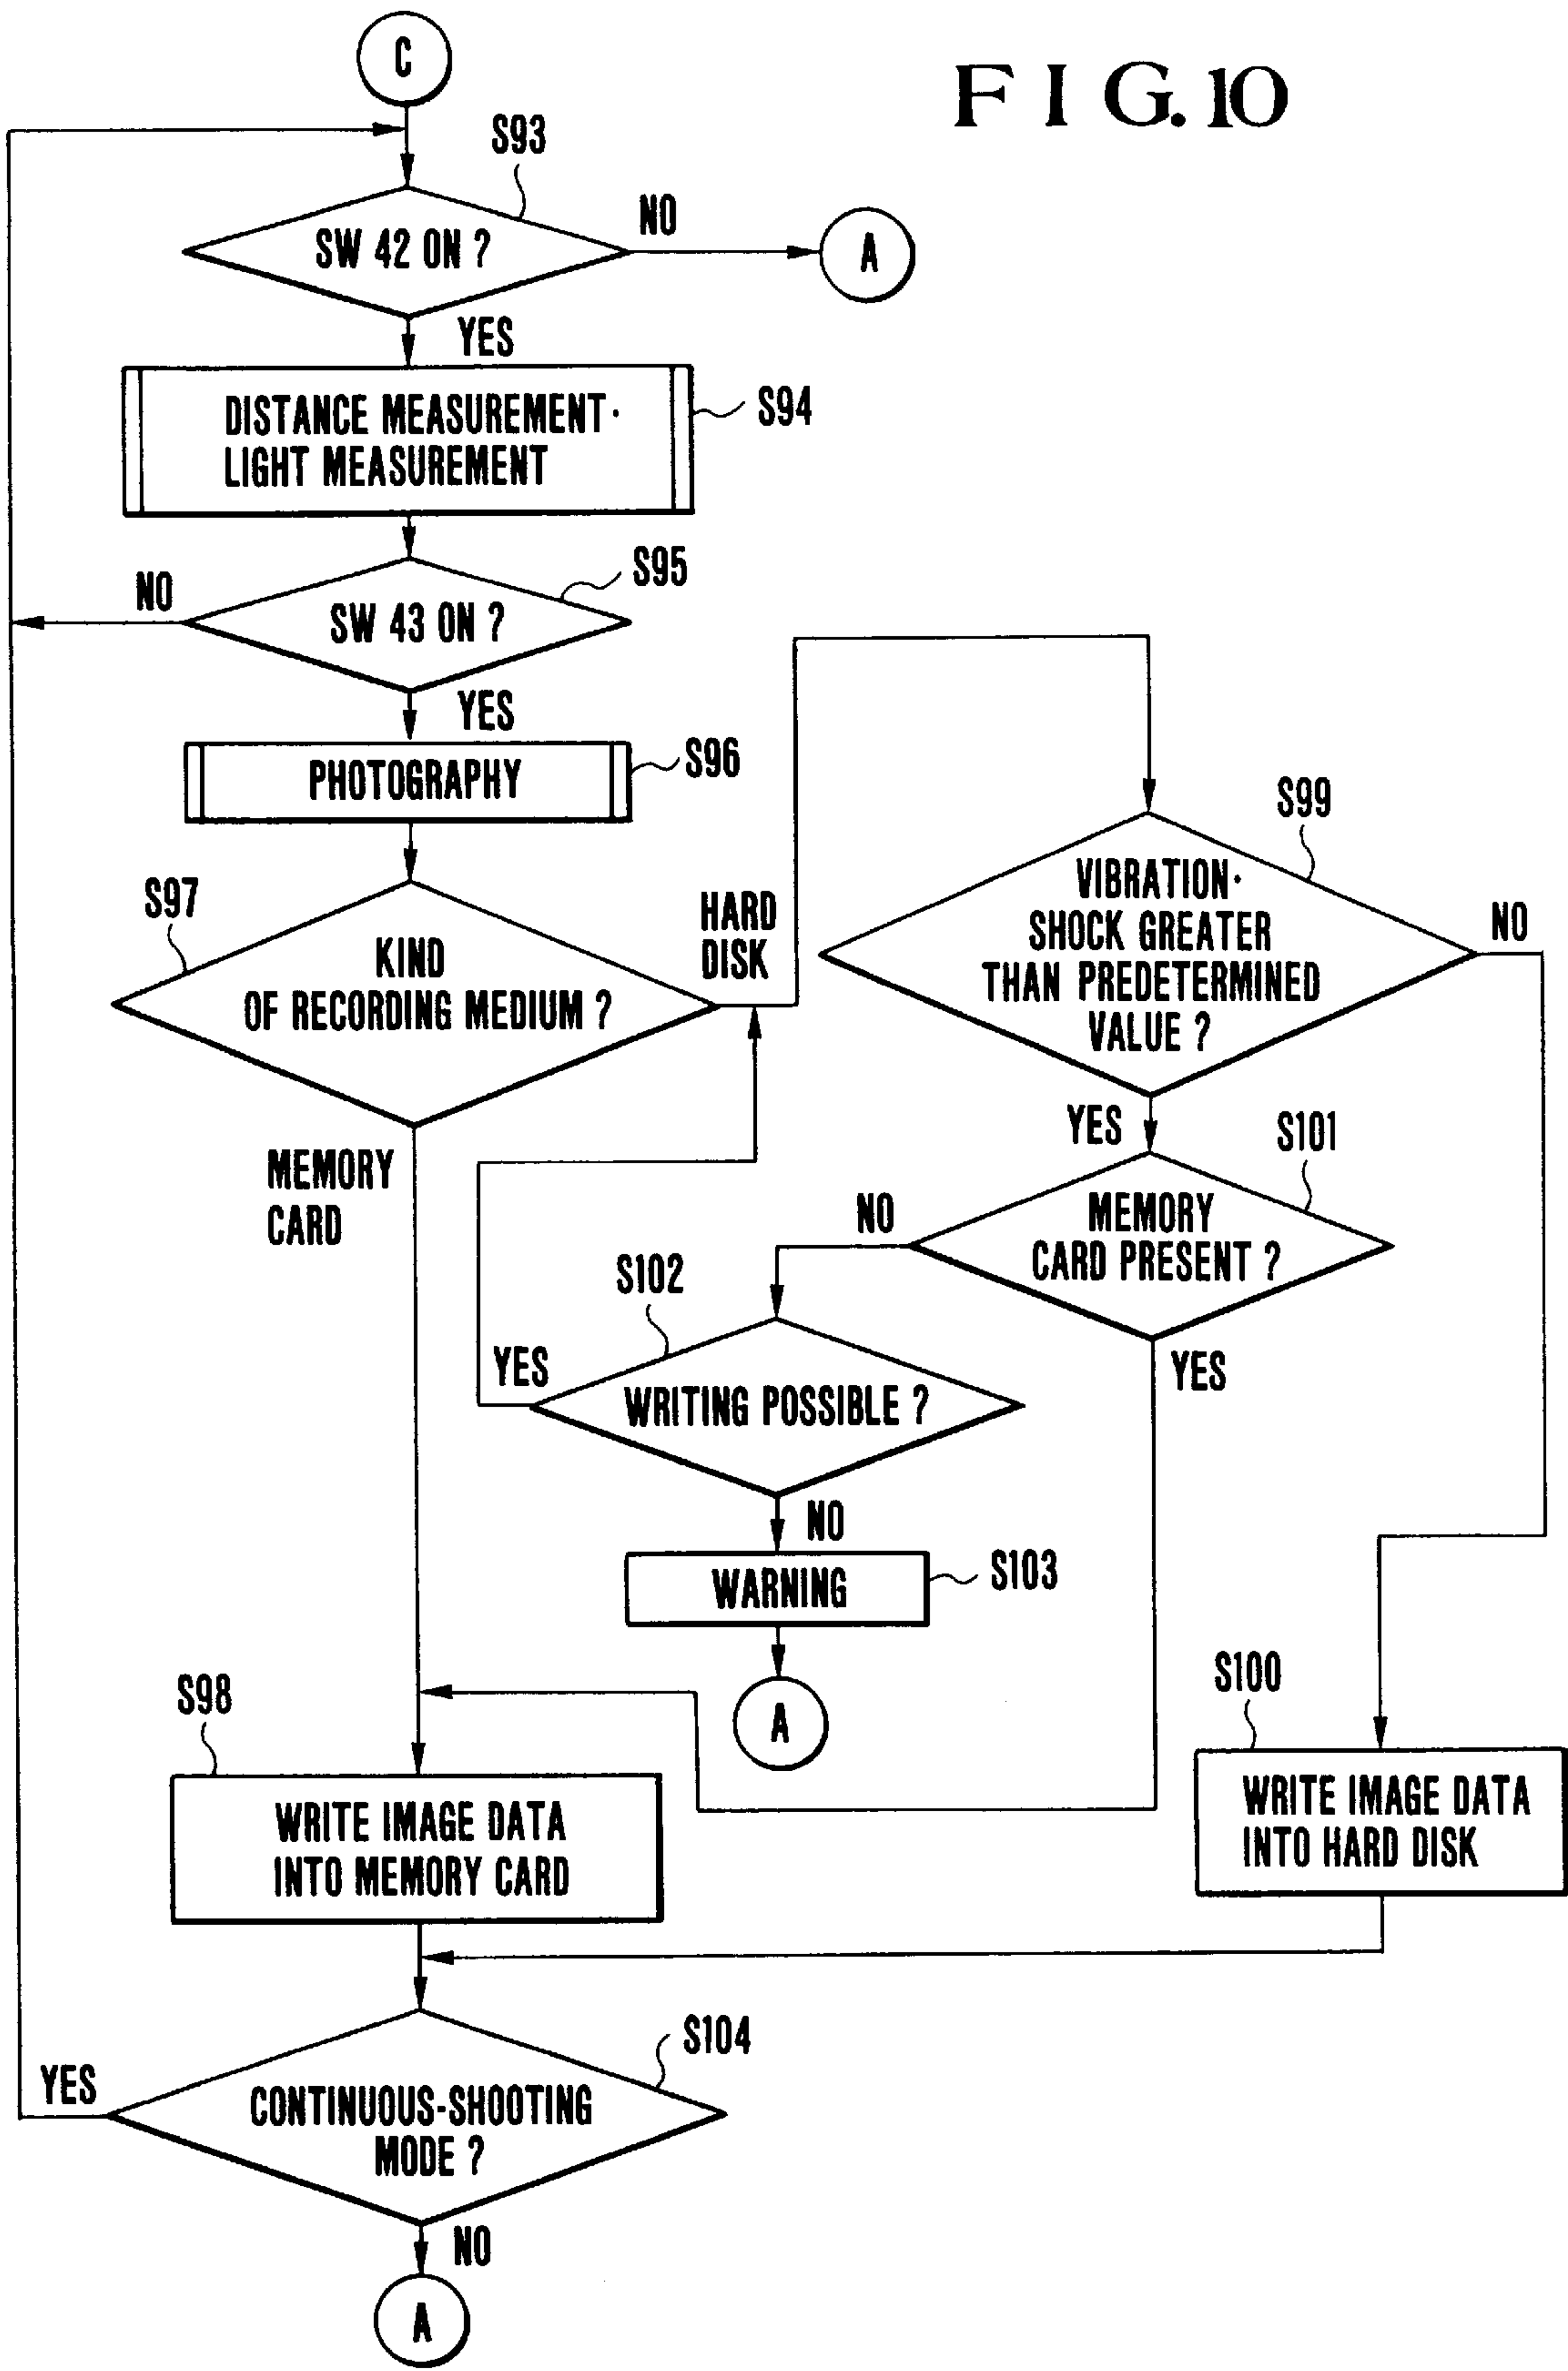 C
FIG.10
S93
SW 42 ON ?
NO
A
YES
DISTANCE MEASUREMENT·
LIGHT MEASUREMENT
S94
S95
NO
SW 43 ON ?
YES
PHOTOGRAPHY
S96
S97
KIND
OF RECORDING MEDIUM ?
HARD
DISK
S99
VIBRATION·
SHOCK GREATER
THAN PREDETERMINED
VALUE ?
NO
YES
S101
MEMORY
CARD
MEMORY
CARD PRESENT ?
NO
YES
S102
YES
WRITING POSSIBLE ?
NO
WARNING
S103
A
S98
WRITE IMAGE DATA
INTO MEMORY CARD
S100
WRITE IMAGE DATA
INTO HARD DISK
S104
YES
CONTINUOUS-SHOOTING
MODE ?
NO
A